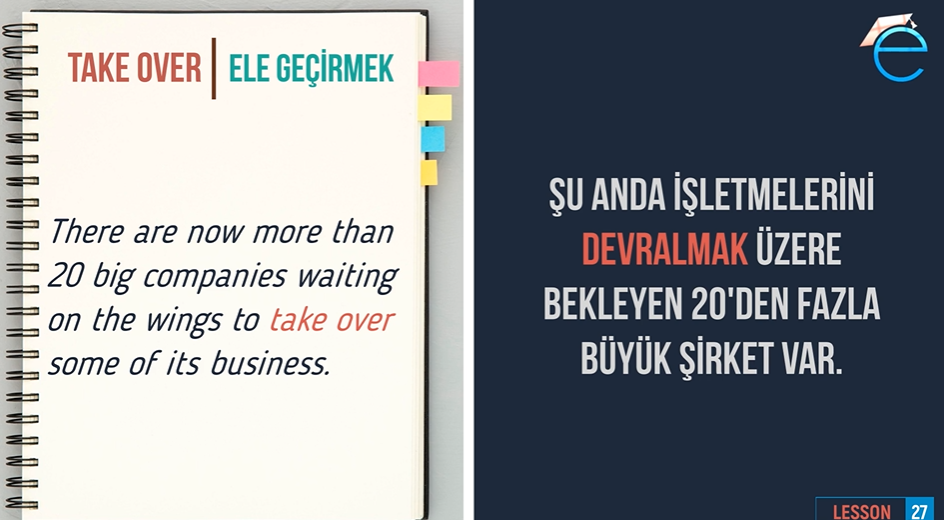 TAKE OVER | ELE GEÇİRMEK
There are now more than
20 big companies waiting
on the wings to take over
some of its business.
ŞU ANDA İŞLETMELERİNİ
DEVRALMAK ÜZERE
BEKLEYEN 20'DEN FAZLA
BÜYÜK ŞİRKET VAR.
LESSON 27